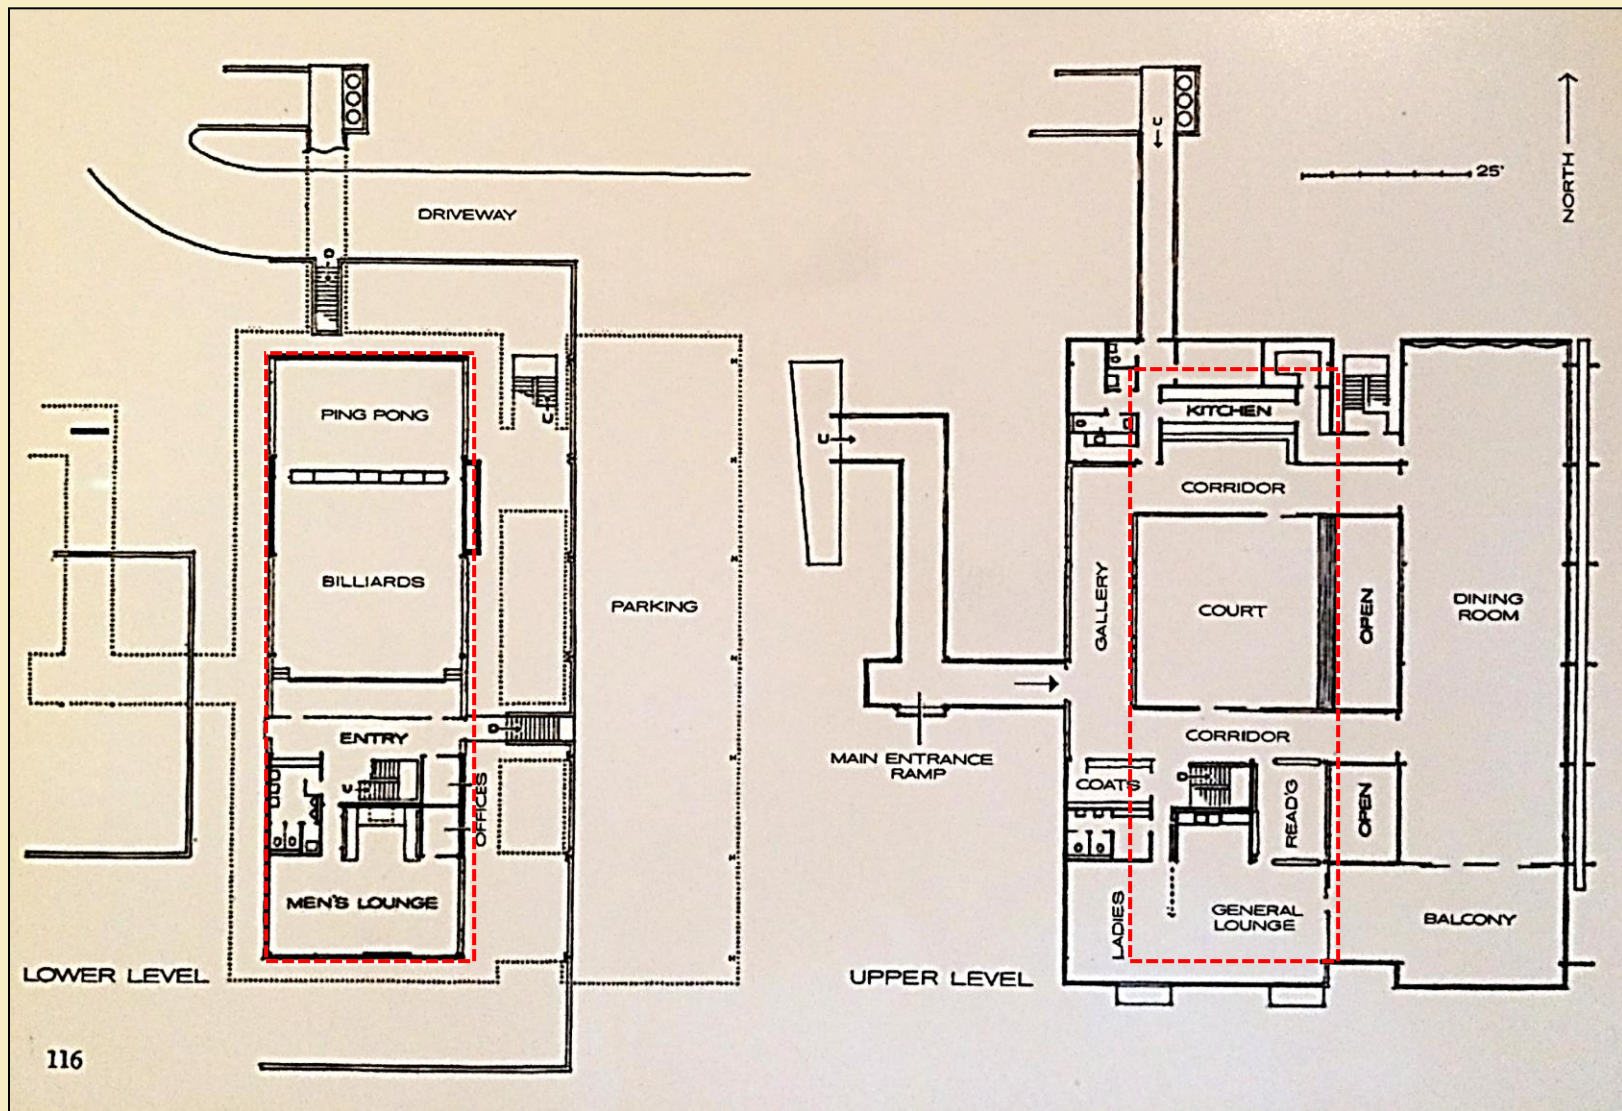 DRIVEWAY
PING PONG
BILLIARDS
PARKING
ENTRY
OFFICES
MEN'S LOUNGE
LOWER LEVEL
116
25'
NORTH
U
D
U
D
U
U
U
KITCHEN
CORRIDOR
GALLERY
COURT
OPEN
DINING
ROOM
MAIN ENTRANCE
RAMP
CORRIDOR
COATS
D
READ'G
OPEN
LADIES
GENERAL
LOUNGE
BALCONY
UPPER LEVEL